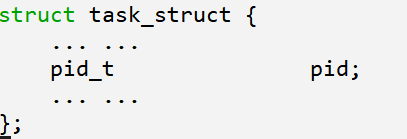 struct task_struct {
    ... ...
    pid_t               pid;
    ... ...
};